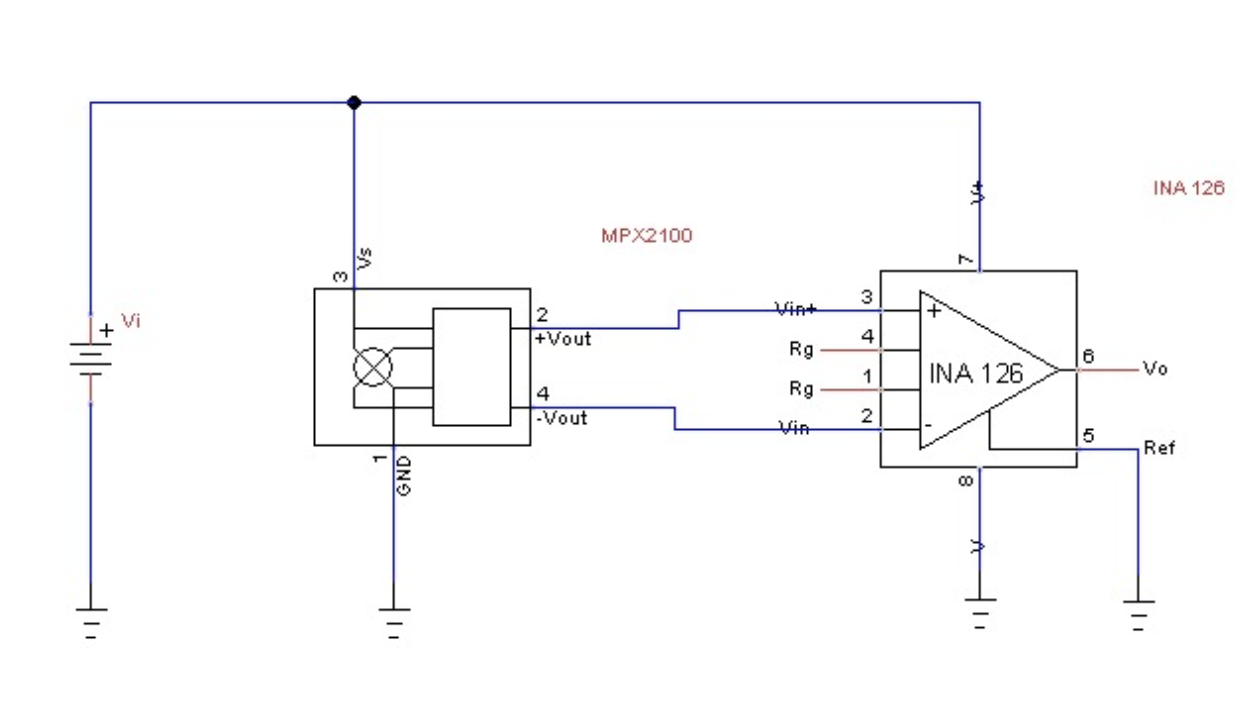 V+
INA 126
MPX2100
Vs
3
7
Vi
+
2
+Vout
Vin+
3
+
Rg
4
Rg
1
INA 126
6
Vo
4
-Vout
Vin
2
-
5
Ref
1
GND
8
V